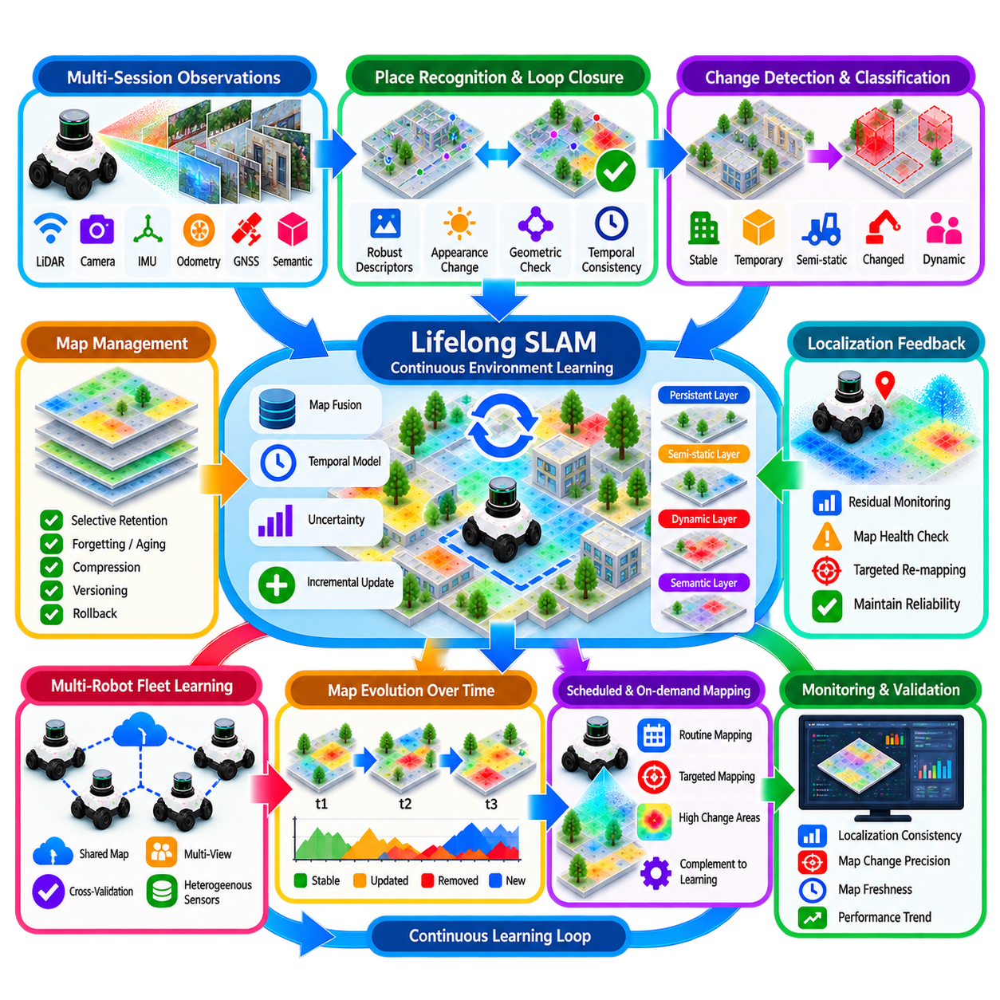 Multi-Session Observations
LiDAR
Camera
IMU
Odometry
GNSS
Semantic
Place Recognition & Loop Closure
Robust
Descriptors
Appearance
Change
Geometric
Check
Temporal
Consistency
Change Detection & Classification
Stable
Temporary
Semi-static
Changed
Dynamic
Map Management
Selective Retention
Forgetting / Aging
Compression
Versioning
Rollback
Lifelong SLAM
Continuous Environment Learning
Map Fusion
Temporal Model
Uncertainty
Incremental Update
Persistent Layer
Semi-static Layer
Dynamic Layer
Semantic Layer
Localization Feedback
Residual Monitoring
Map Health Check
Targeted Re-mapping
Maintain Reliability
Multi-Robot Fleet Learning
Shared Map
Multi-View
Cross-Validation
Heterogeenous
Sensors
Map Evolution Over Time
t1
t2
t3
Stable
Updated
Removed
New
Scheduled & On-demand Mapping
Routine Mapping
Targeted Mapping
High Change Areas
Complement to
Learning
Monitoring & Validation
Localization Consistency
Map Change Precision
Map Freshness
Performance Trend
Continuous Learning Loop